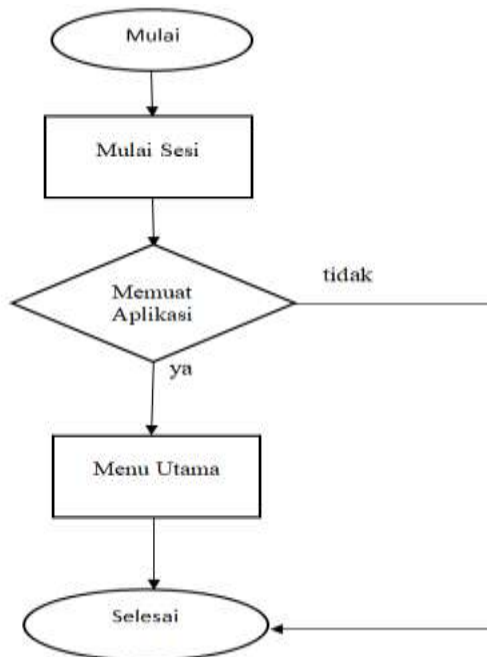 Mulai
Mulai Sesi
Memuat
Aplikasi
tidak
ya
Menu Utama
Selesai